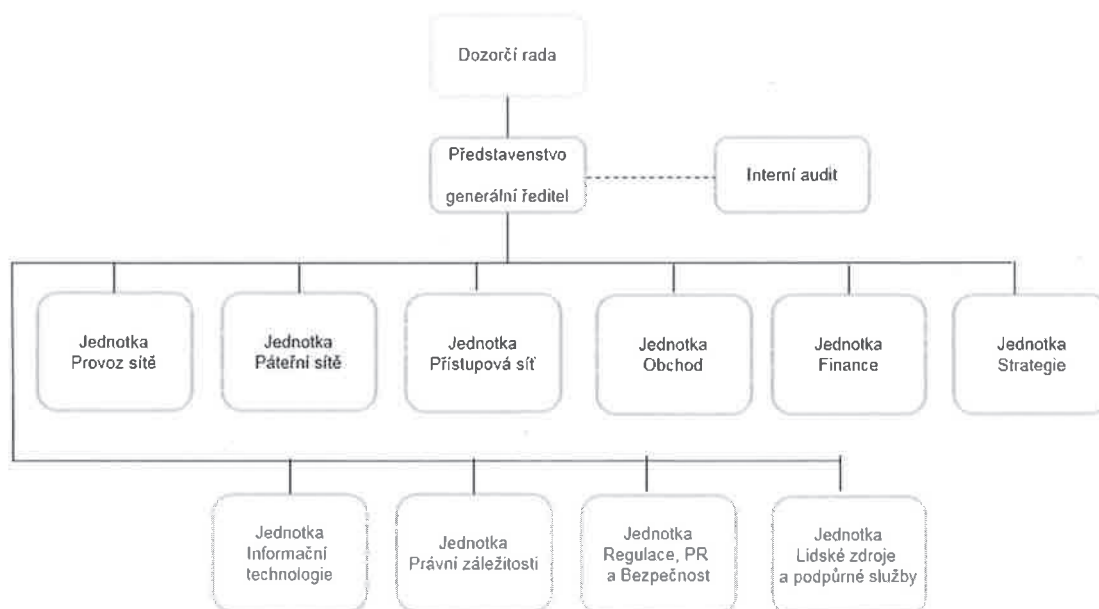 Dozorčí rada
Představenstvo
generální ředitel
Interní audit
Jednotka
Provoz sítě
Jednotka
Páteřní sítě
Jednotka
Přístupová síť
Jednotka
Obchod
Jednotka
Finance
Jednotka
Strategie
Jednotka
Informační
technologie
Jednotka
Právní záležitosti
Jednotka
Regulace, PR
a Bezpečnost
Jednotka
Lidské zdroje
a podpůrné služby